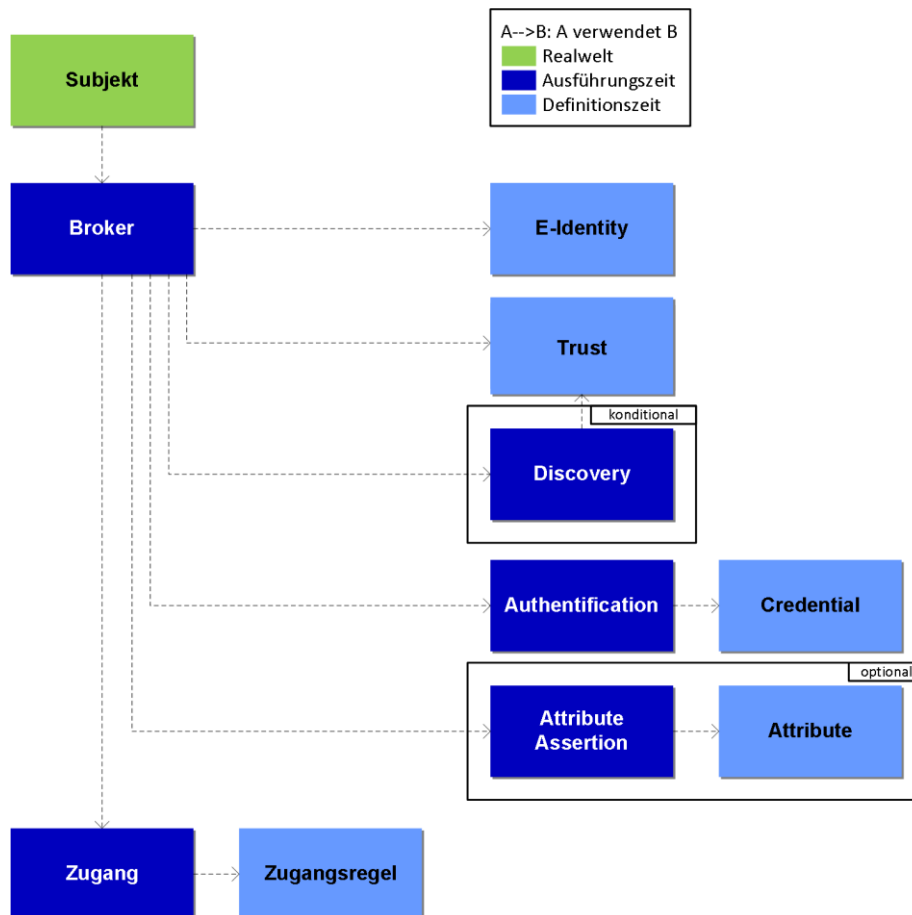 A-->B: A verwendet B
Realwelt
Ausführungszeit
Definitionszeit
Subjekt
Broker
E-Identity
Trust
konditional
Discovery
Authentification
Credential
optional
Attribute
Assertion
Attribute
Zugang
Zugangsregel